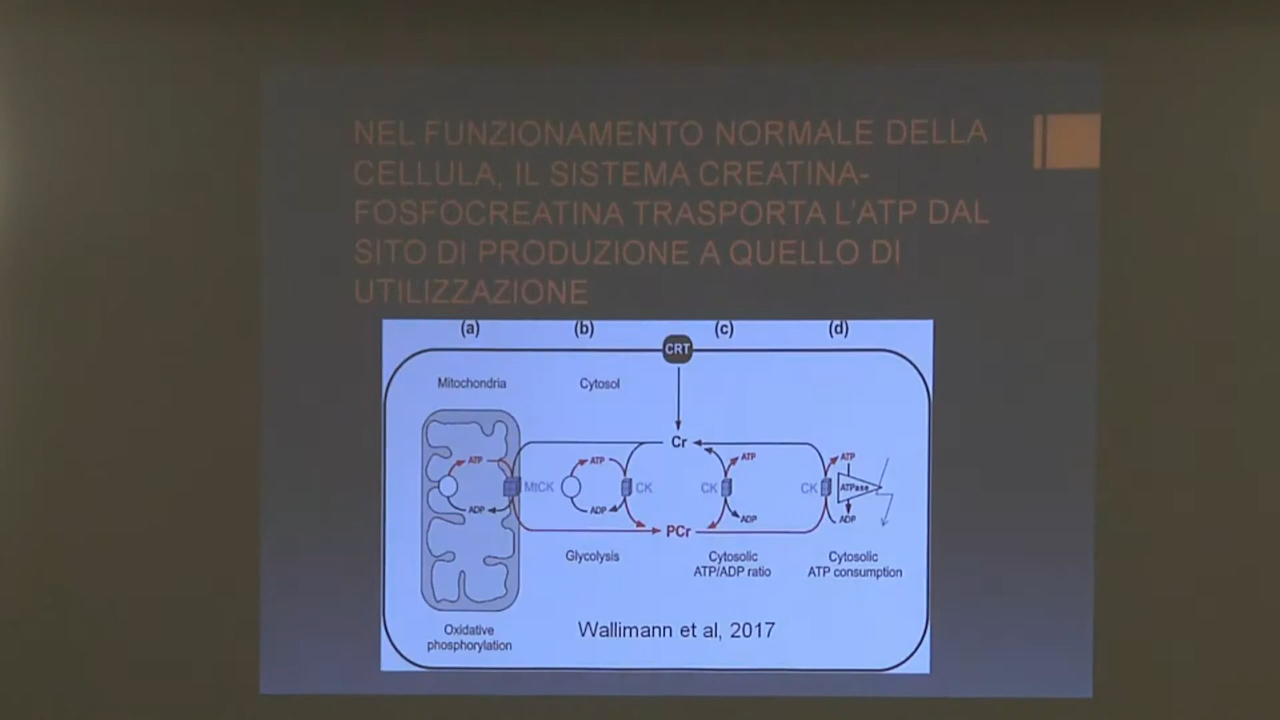 NEL FUNZIONAMENTO NORMALE DELLA
CELLULA, IL SISTEMA CREATINA-
FOSFOCREATINA TRASPORTA L'ATP DAL
SITO DI PRODUZIONE A QUELLO DI
UTILIZZAZIONE
(a) (b) (c) (d)
CRT
Mitochondria Cytosol
Cr
ATP ATP ATP ATP
MtCK CK CK CK ATPase
ADP ADP ADP ADP
PCr
Glycolysis Cytosolic Cytosolic
ATP/ADP ratio ATP consumption
Oxidative
phosphorylation
Wallimann et al, 2017